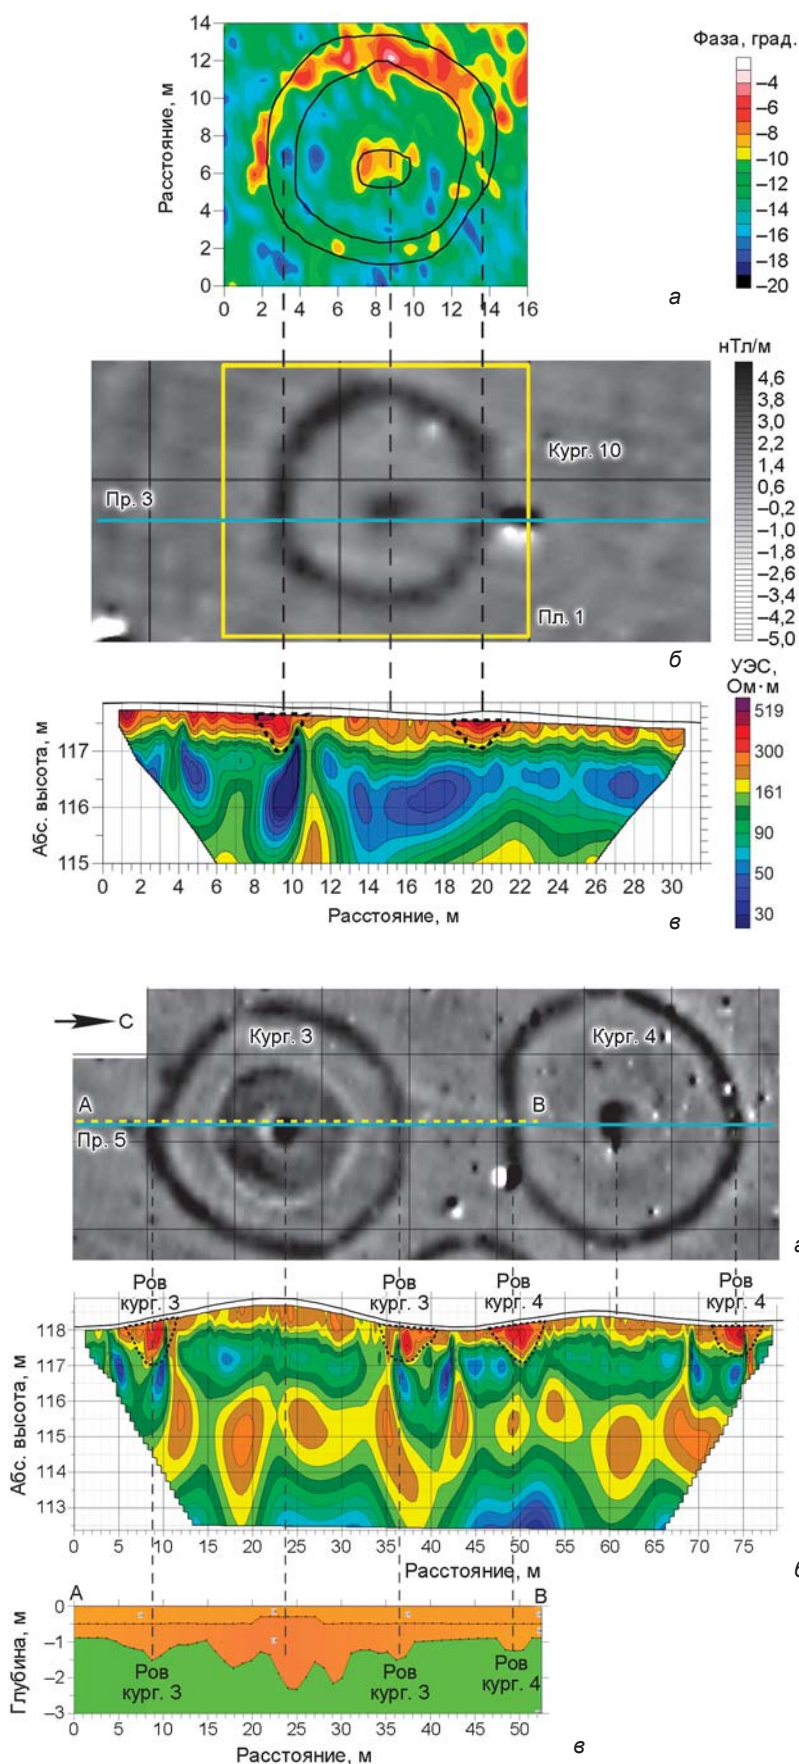 14
12
10
8
6
4
2
0
Расстояние, м
0 2 4 6 8 10 12 14 16
Фаза, град.
–4
–6
–8
–10
–12
–14
–16
–18
–20
а
Кург. 10
Пр. 3
Пл. 1
нТл/м
4,6
3,8
3,0
2,2
1,4
0,6
–0,2
–1,0
–1,8
–2,6
–3,4
–4,2
–5,0
б
УЭС,
Ом·м
519
300
161
90
50
30
Абс. высота, м
117
116
115
0 2 4 6 8 10 12 14 16 18 20 22 24 26 28 30
Расстояние, м
в
С
Кург. 3
Кург. 4
А
В
Пр. 5
Ров
кург. 3
Ров
кург. 3
Ров
кург. 4
Ров
кург. 4
Абс. высота, м
118
117
116
115
114
113
0 5 10 15 20 25 30 35 40 45 50 55 60 65 70 75
Расстояние, м
А
В
Глубина, м
0
–1
–2
–3
Ров
кург. 3
Ров
кург. 3
Ров
кург. 4
0 5 10 15 20 25 30 35 40 45 50
Расстояние, м
в